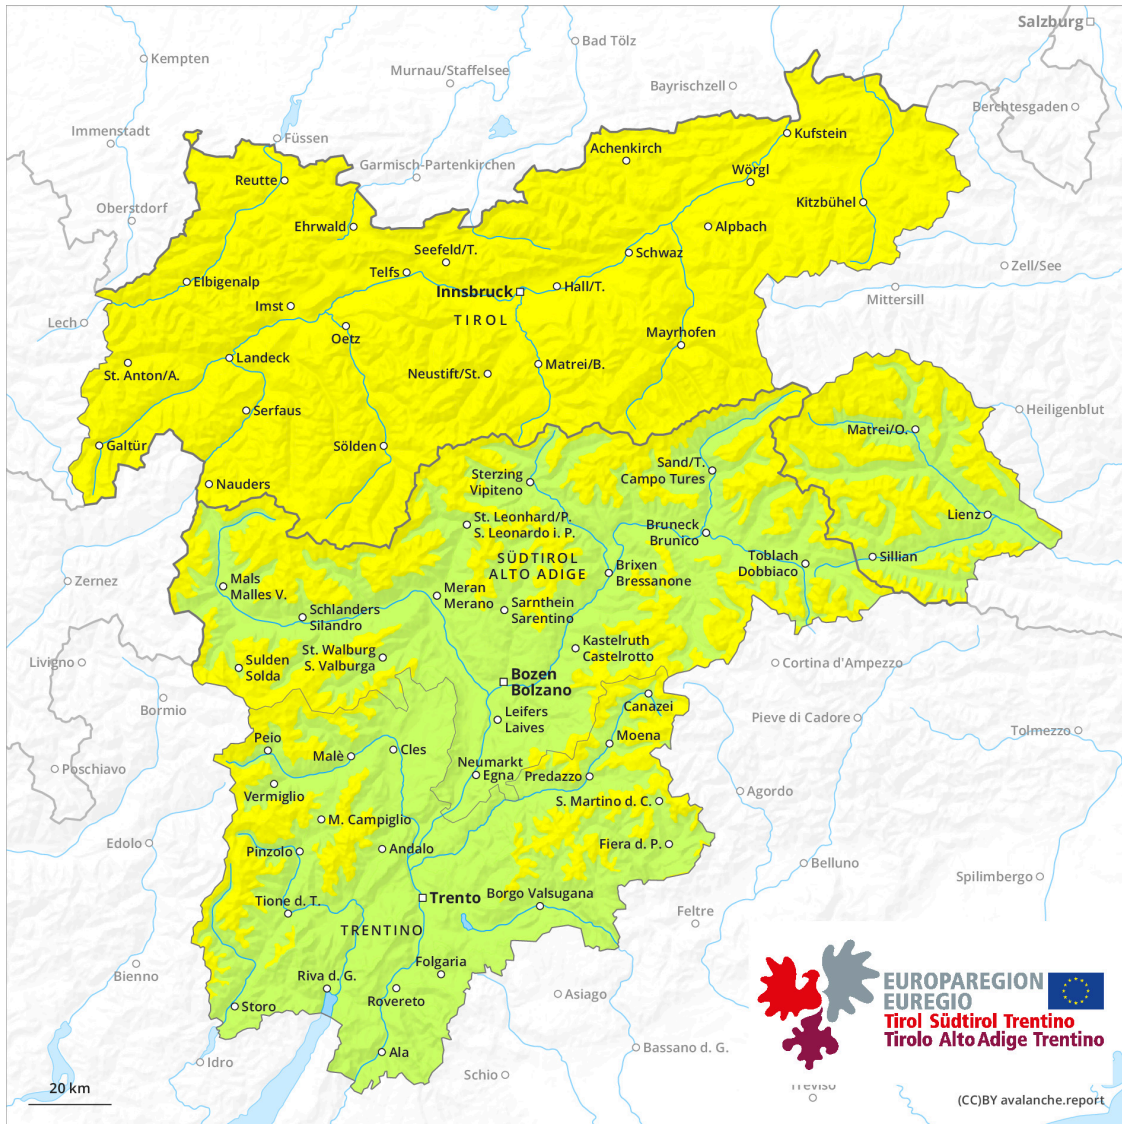 Salzburg
Bad Tölz
Kempten
Murnau/Staffelsee
Bayrischzell
Berchtesgaden
Immenstadt
Füssen
Kufstein
Achenkirch
Garmisch-Partenkirchen
Wörgl
Reutte
Kitzbühel
Oberstdorf
Ehrwald
Alpbach
Seefeld/T.
Schwaz
Zell/See
Telfs
Elbigenalp
Innsbruck
Hall/T.
Mittersill
Imst
TIROL
Lech
Oetz
Mayrhofen
Landeck
St. Anton/A.
Neustift/St.
Matrei/B.
Serfaus
Heiligenblut
Matrei/O.
Galtür
Sölden
Nauders
Sterzing
Vipiteno
Sand/T.
Campo Tures
St. Leonhard/P.
S. Leonardo i. P.
Lienz
Bruneck
Brunico
SÜDTIROL
ALTO ADIGE
Toblach
Dobbiaco
Sillian
Brixen
Bressanone
Zernez
Mals
Malles V.
Meran
Merano
Schlanders
Silandro
Sarnthein
Sarentino
Kastelruth
Castelrotto
St. Walburg
S. Valburga
Livigno
Sulden
Solda
Cortina d'Ampezzo
Bozen
Bolzano
Bormio
Canazei
Leifers
Laives
Pieve di Cadore
Tolmezzo
Peio
Moena
Malè
Cles
Poschiavo
Neumarkt
Egna
Predazzo
Vermiglio
Agordo
S. Martino d. C.
M. Campiglio
Edolo
Pinzolo
Andalo
Fiera d. P.
Belluno
Spilimbergo
Tione d. T.
Trento
Borgo Valsugana
Feltre
TRENTINO
Folgaria
Bienno
Riva d. G.
Rovereto
Asiago
Storo
EUROPAREGION
EUREGIO
Tirol Südtirol Trentino
Tirolo Alto Adige Trentino
Ala
Idro
Bassano d. G.
Schio
Treviso
20 km
(CC)BY avalanche.report